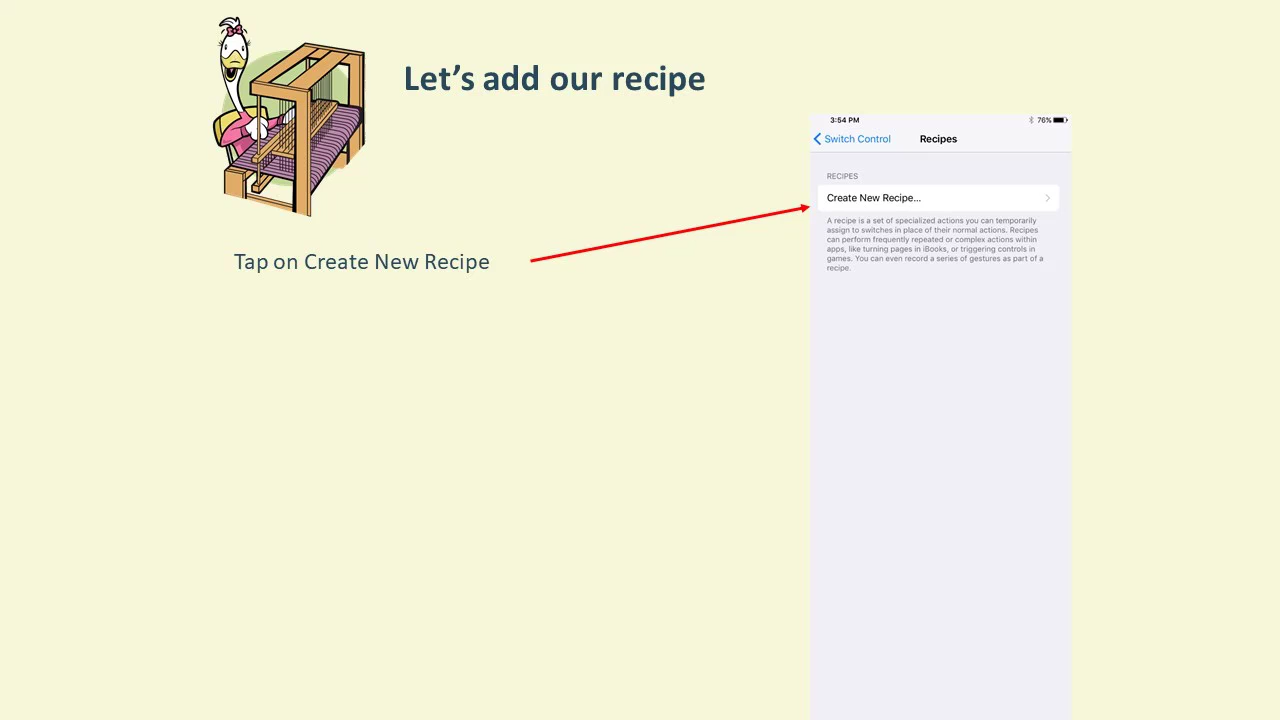 Let's add our recipe
Tap on Create New Recipe
3:54 PM
76%
Switch Control
Recipes
RECIPES
Create New Recipe...
A recipe is a set of specialized actions you can temporarily
assign to switches in place of their normal actions. Recipes
can perform frequently repeated or complex actions within
apps, like turning pages in iBooks, or triggering controls in
games. You can even record a series of gestures as part of a
recipe.